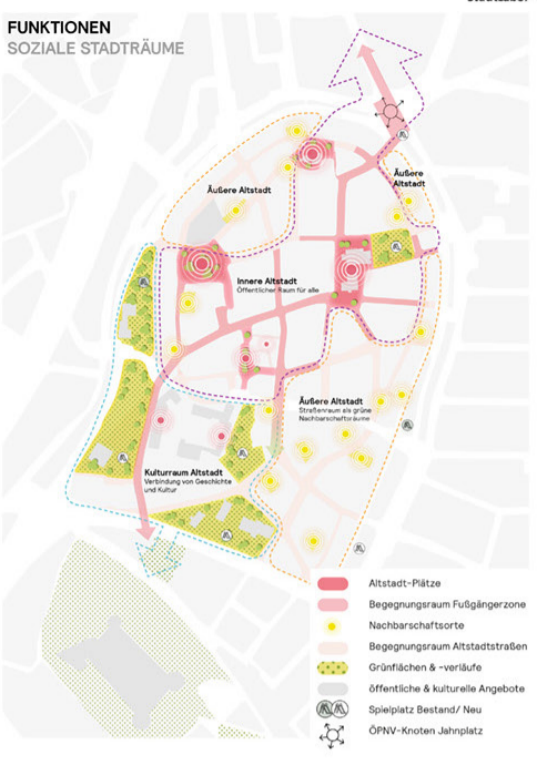 FUNKTIONEN
SOZIALE STADTRÄUME
Äußere Altstadt
Äußere
Altstadt
Innere Altstadt
Öffentlicher Raum für alle
Äußere Altstadt
Straßenraum als grüne
Nachbarschaftsräume
Kulturraum Altstadt
Verbindung von Geschichte
und Kultur
Altstadt-Plätze
Begegnungsraum Fußgängerzone
Nachbarschaftsorte
Begegnungsraum Altstadtstraßen
Grünflächen & -verläufe
öffentliche & kulturelle Angebote
Spielplatz Bestand/ Neu
ÖPNV-Knoten Jahnplatz